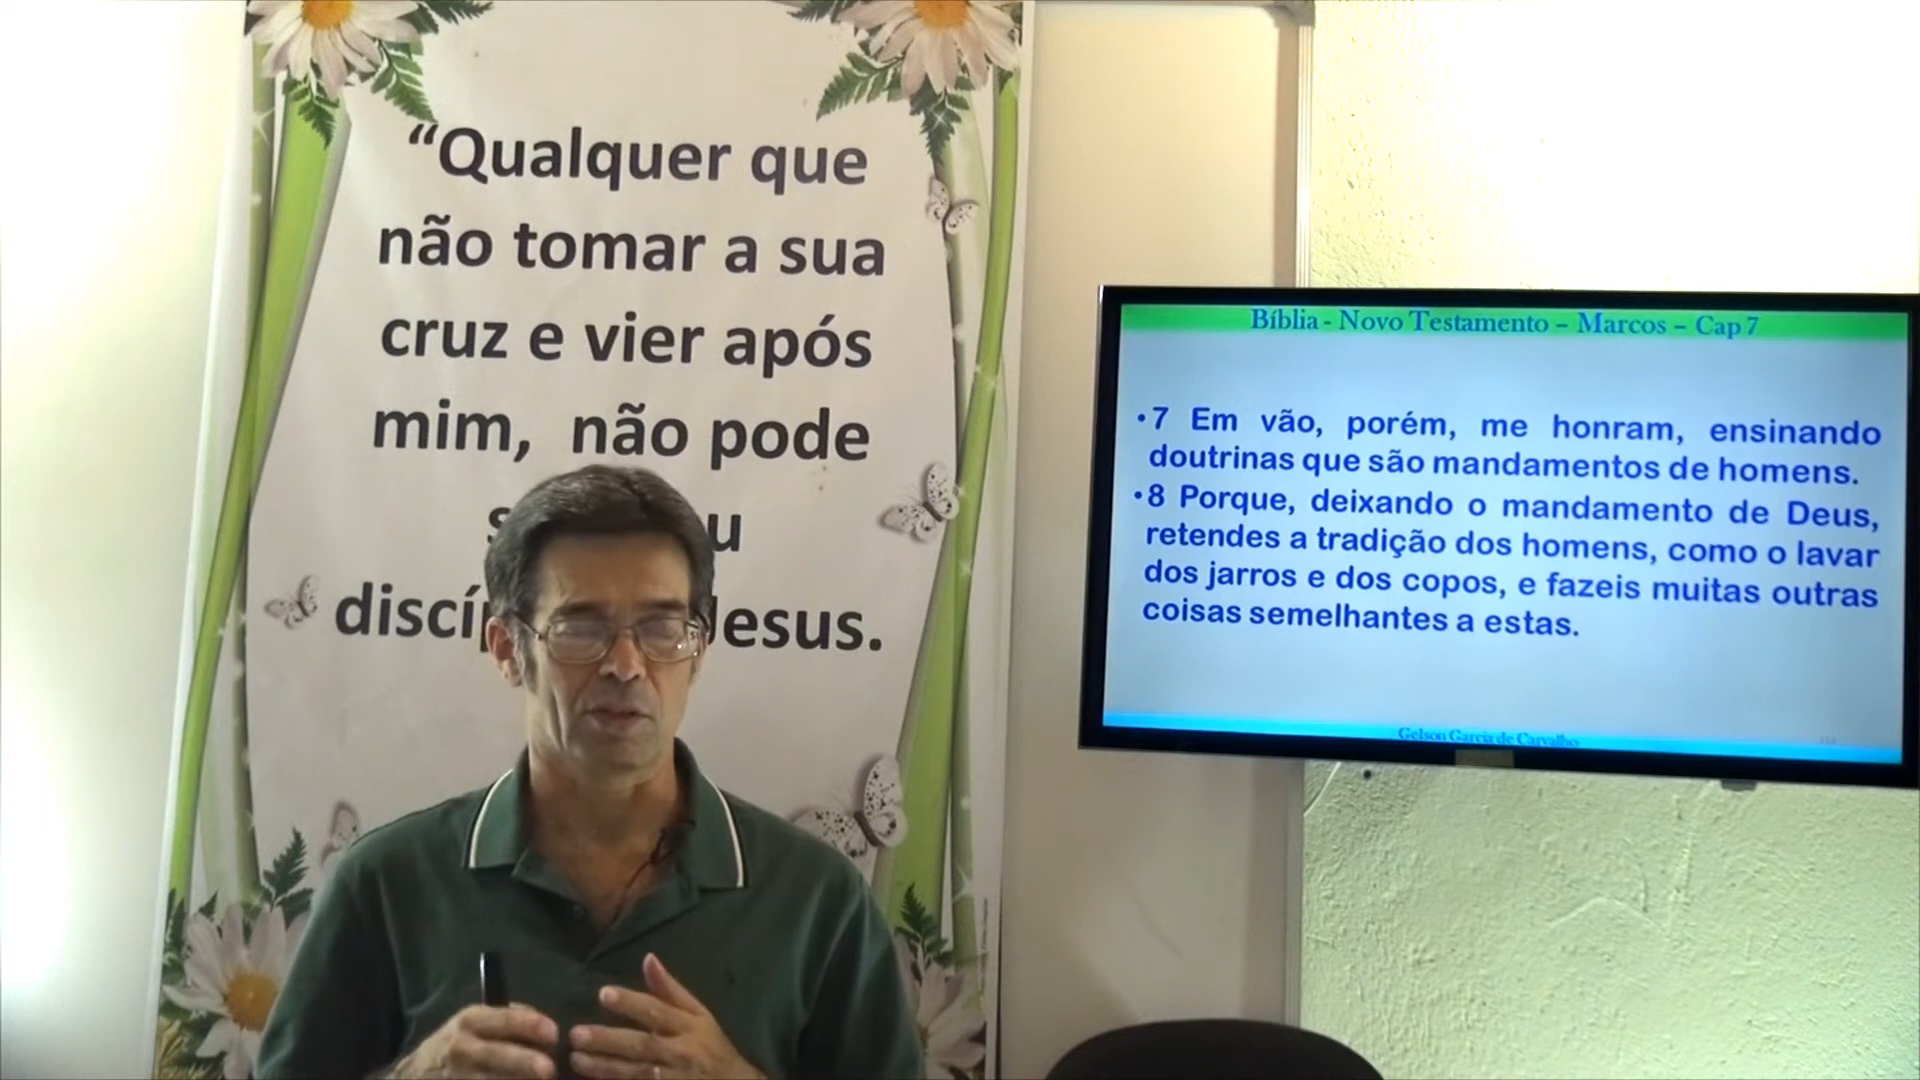 “Qualquer que
não tomar a sua
cruz e vier após
mim, não pode
Jesus.
Bíblia - Novo Testamento – Marcos – Cap 7
•7 Em vão, porém, me honram, ensinando
doutrinas que são mandamentos de homens.
•8 Porque, deixando o mandamento de Deus,
retendes a tradição dos homens, como o lavar
dos jarros e dos copos, e fazeis muitas outras
coisas semelhantes a estas.
Gelson Garcia de Carvalho